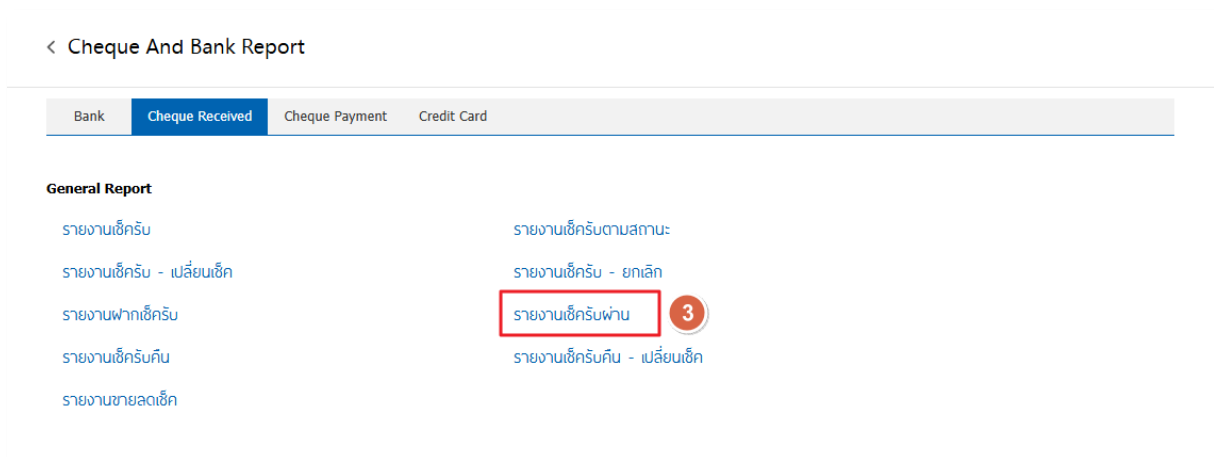 < Cheque And Bank Report
Bank Cheque Received Cheque Payment Credit Card
General Report
รายงานเช็ครับ รายงานเช็ครับตามสถานะ
รายงานเช็ครับ - เปลี่ยนเช็ค รายงานเช็ครับ - ยกเลิก
รายงานฝากเช็ครับ รายงานเช็ครับผ่าน 3
รายงานเช็ครับคืน รายงานเช็ครับคืน - เปลี่ยนเช็ค
รายงานขายลดเช็ค